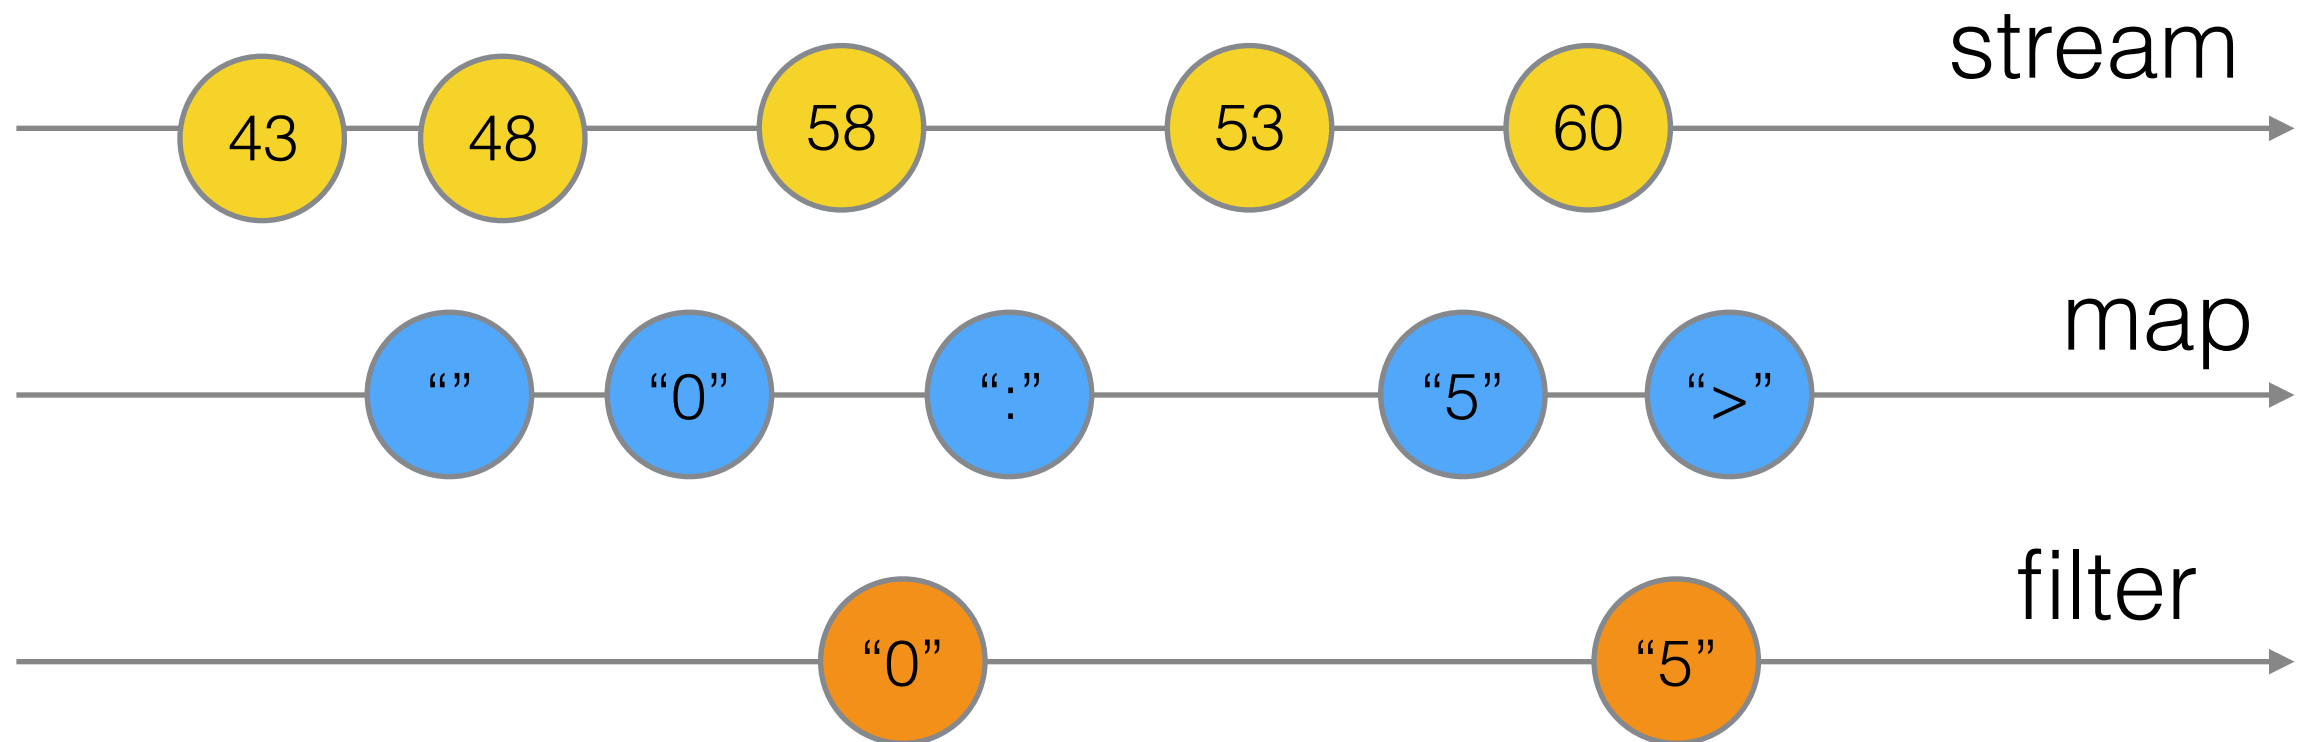 stream
43 48 58 53 60
map
“” “0” “:” “5” “>”
filter
“0” “5”